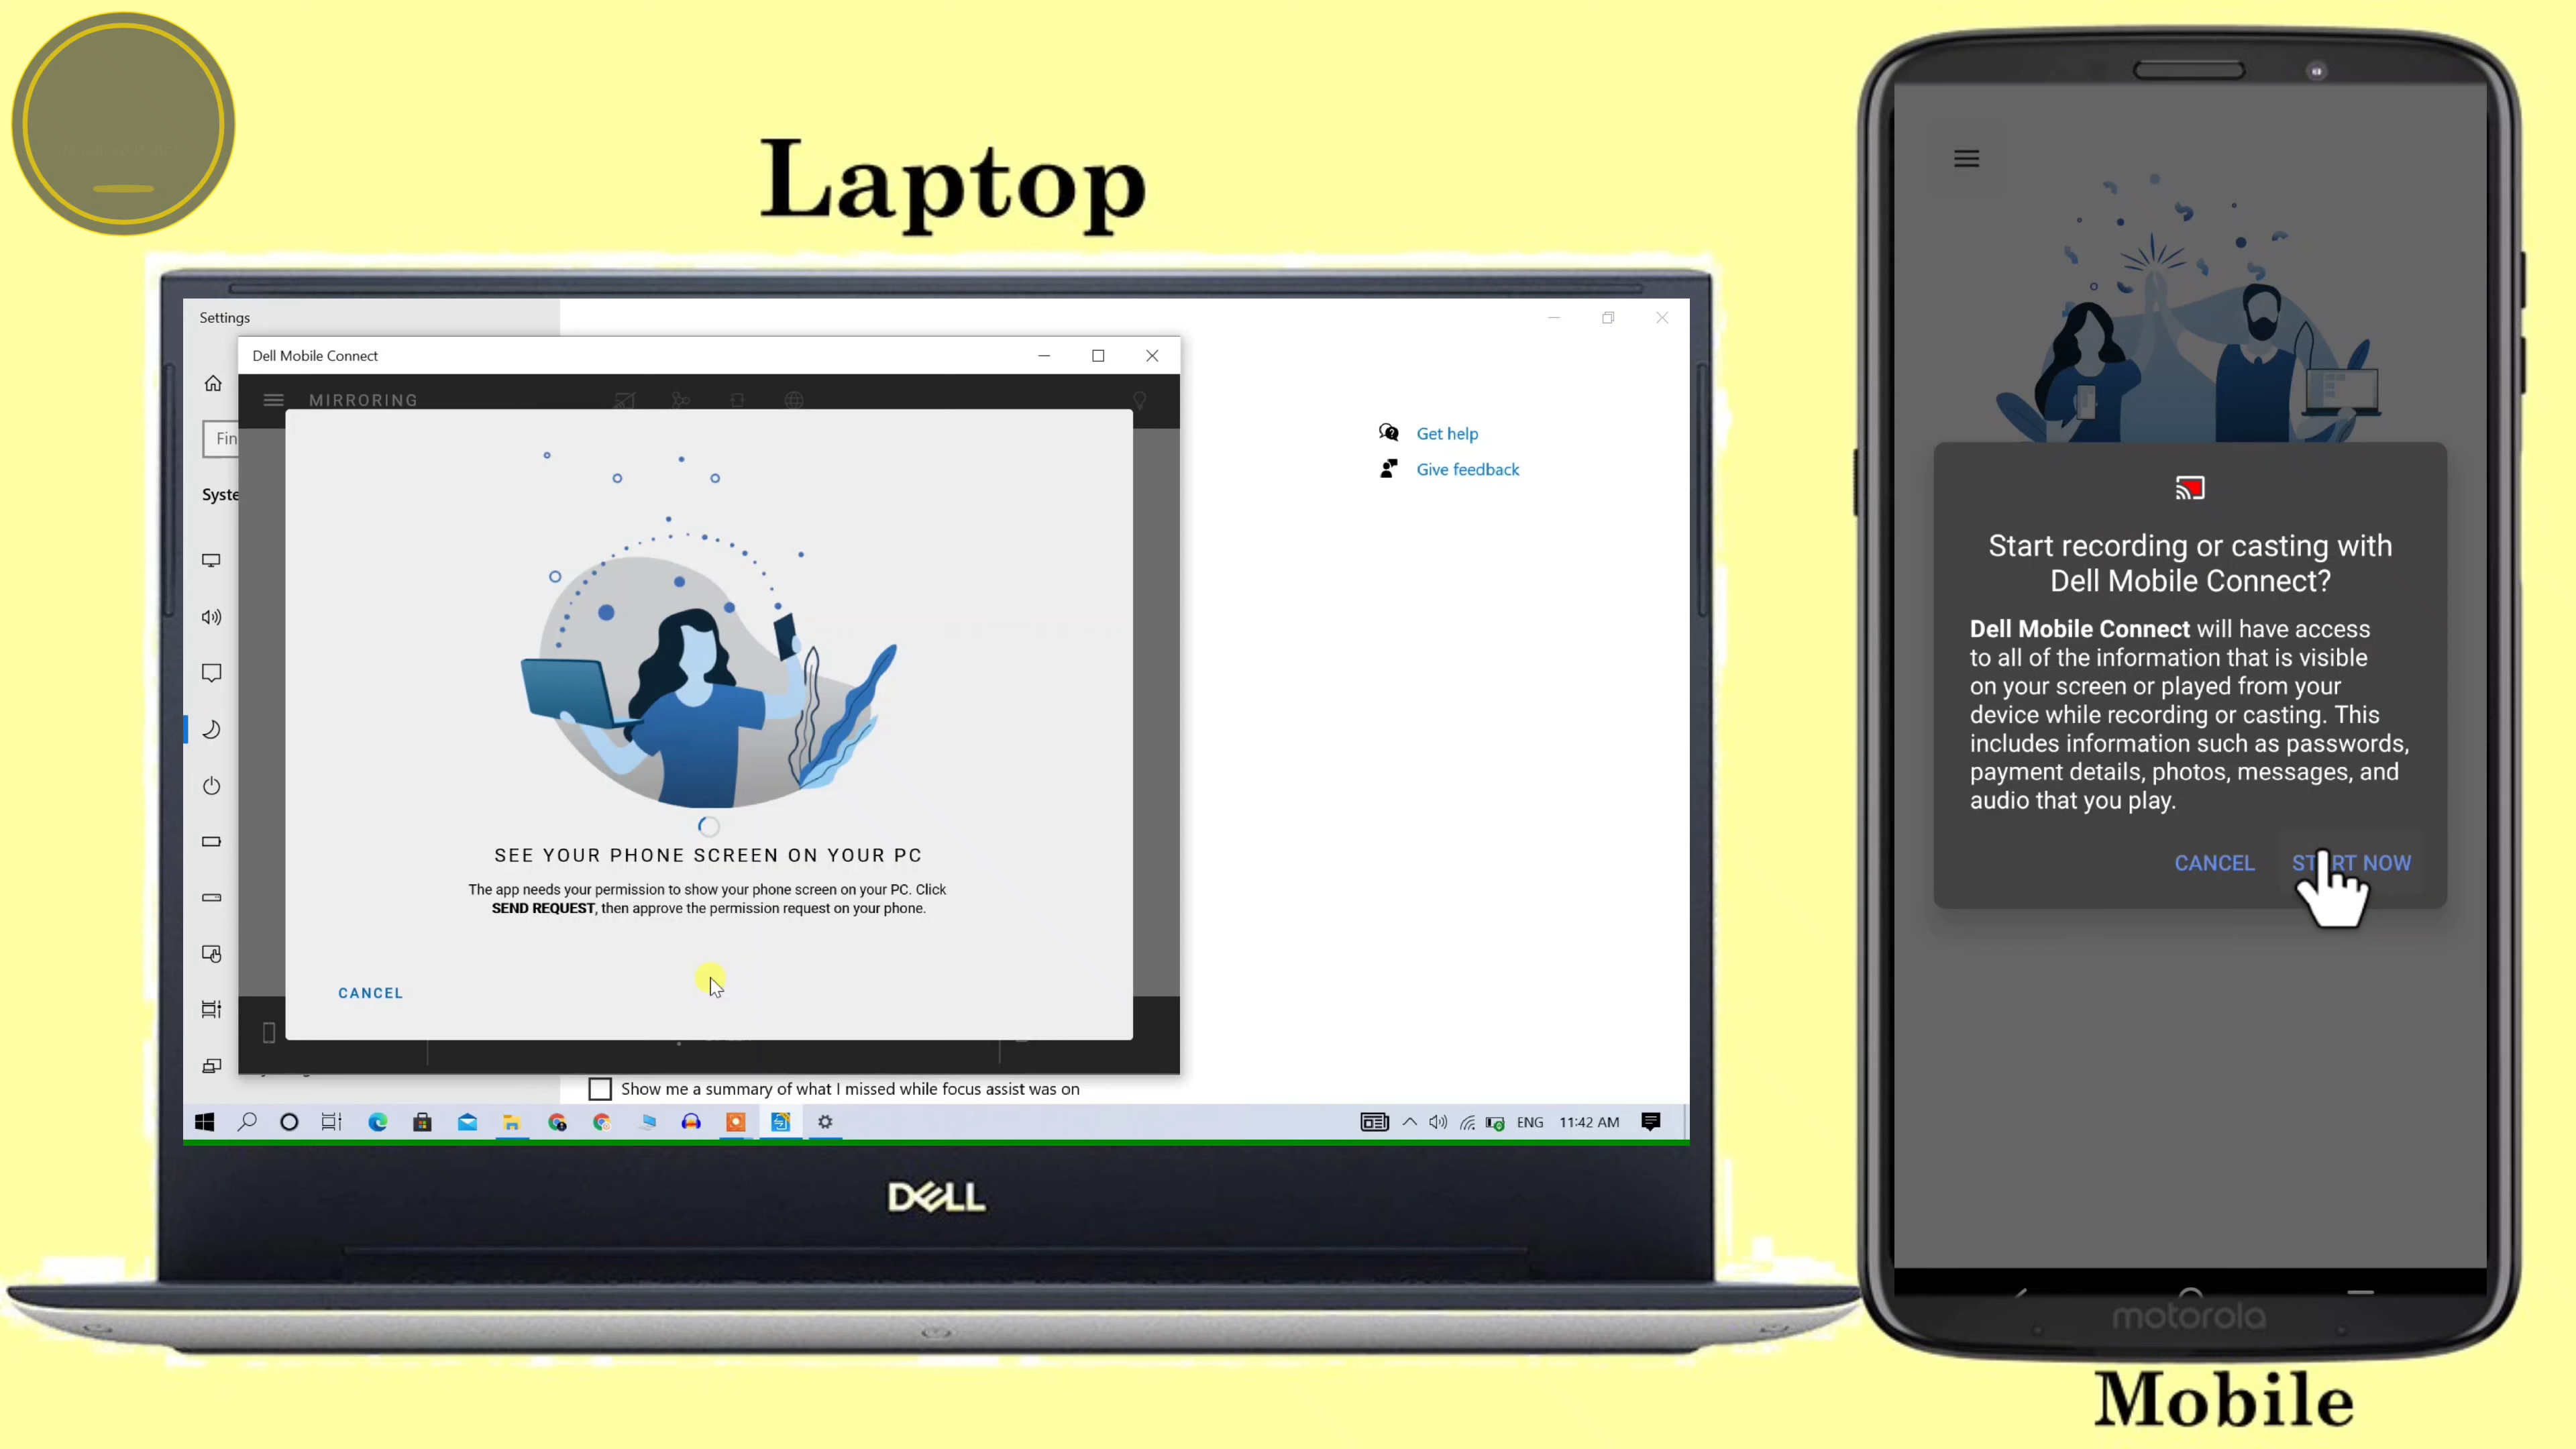 Laptop
Settings
Dell Mobile Connect
MIRRORING
Fin
Syste
Get help
Give feedback
SEE YOUR PHONE SCREEN ON YOUR PC
The app needs your permission to show your phone screen on your PC. Click
SEND REQUEST, then approve the permission request on your phone.
CANCEL
Show me a summary of what I missed while focus assist was on
ENG 11:42 AM
DELL
Start recording or casting with
Dell Mobile Connect?
Dell Mobile Connect will have access
to all of the information that is visible
on your screen or played from your
device while recording or casting. This
includes information such as passwords,
payment details, photos, messages, and
audio that you play.
CANCEL START NOW
motorola
Mobile